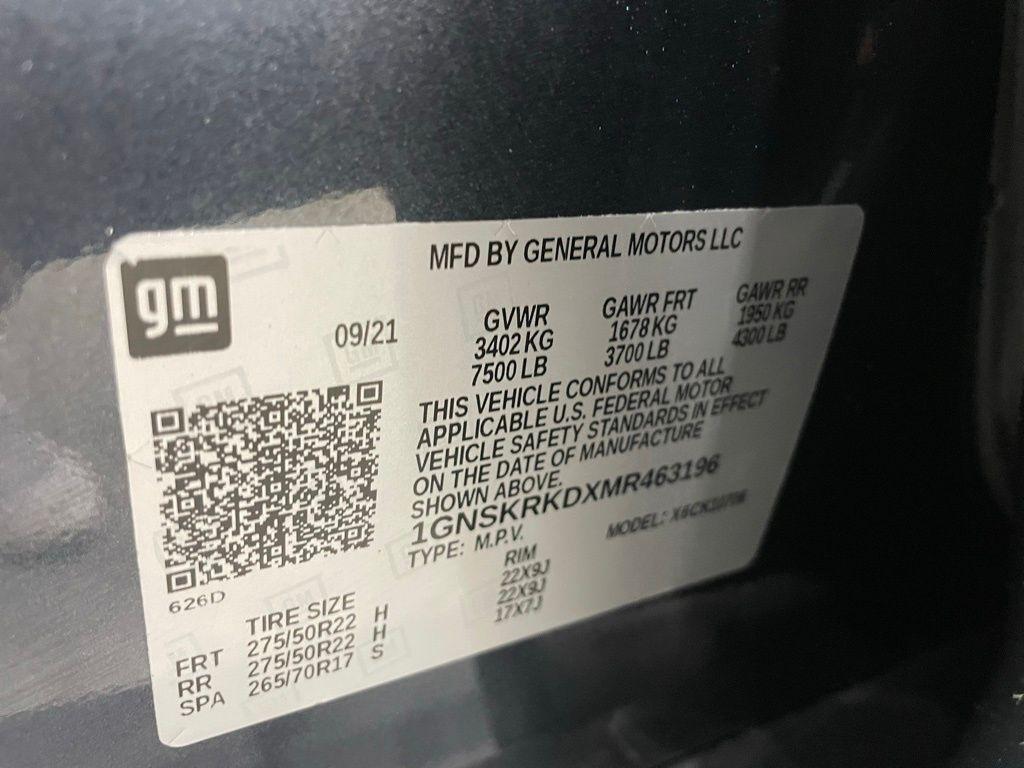 gm
MFD BY GENERAL MOTORS LLC
09/21
GVWR GAWR FRT GAWR RR
3402 KG 1678 KG 1950 KG
7500 LB 3700 LB 4300 LB
THIS VEHICLE CONFORMS TO ALL
APPLICABLE U.S. FEDERAL MOTOR
VEHICLE SAFETY STANDARDS IN EFFECT
ON THE DATE OF MANUFACTURE
SHOWN ABOVE.
1GNSKRKDXMR463196
TYPE: M.P.V. MODEL:
626D
TIRE SIZE RIM
FRT 275/50R22 H 22X9J
RR 275/50R22 H 22X9J
SPA 265/70R17 S 17X7J